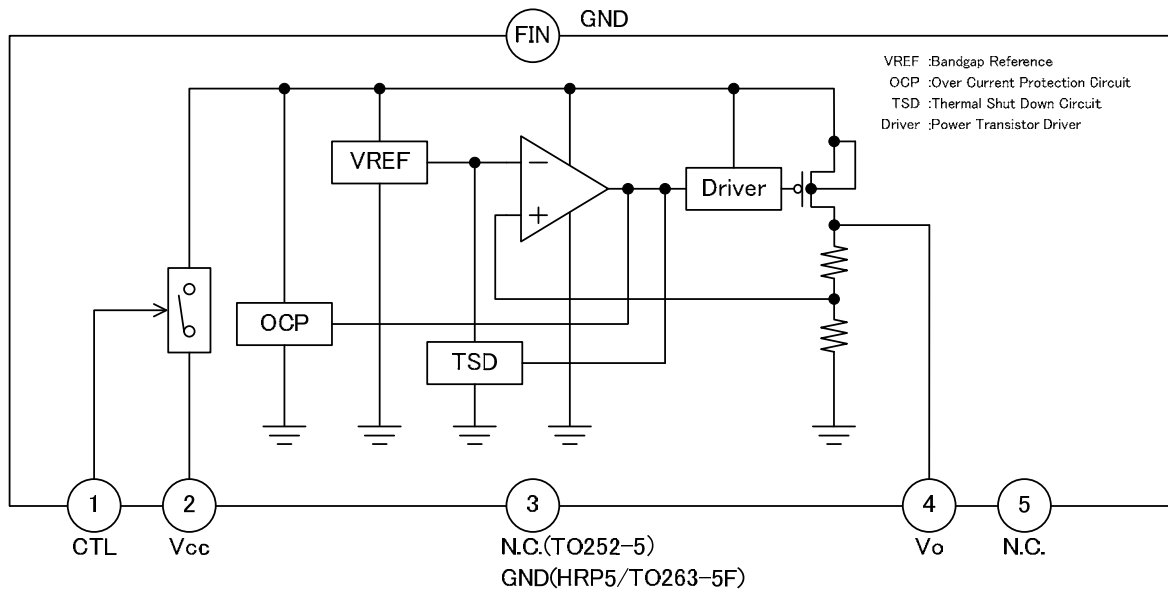 FIN
GND
VREF :Bandgap Reference
OCP :Over Current Protection Circuit
TSD :Thermal Shut Down Circuit
Driver :Power Transistor Driver
VREF
−
+
Driver
OCP
TSD
1
2
3
4
5
CTL
Vcc
N.C.(TO252-5)
GND(HRP5/TO263-5F)
Vo
N.C.